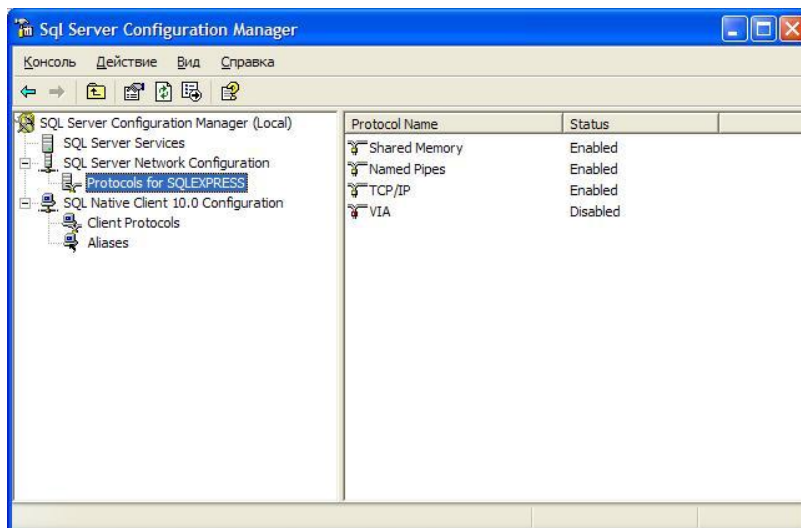 Sql Server Configuration Manager
Консоль Действие Вид Справка
SQL Server Configuration Manager (Local)
SQL Server Services
SQL Server Network Configuration
Protocols for SQLEXPRESS
SQL Native Client 10.0 Configuration
Client Protocols
Aliases
Protocol Name Status
Shared Memory Enabled
Named Pipes Enabled
TCP/IP Enabled
VIA Disabled